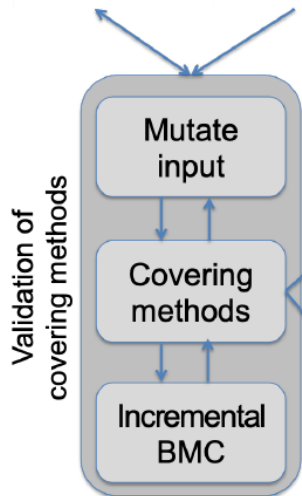 Mutate
input
Validation of
covering methods
Covering
methods
Incremental
BMC